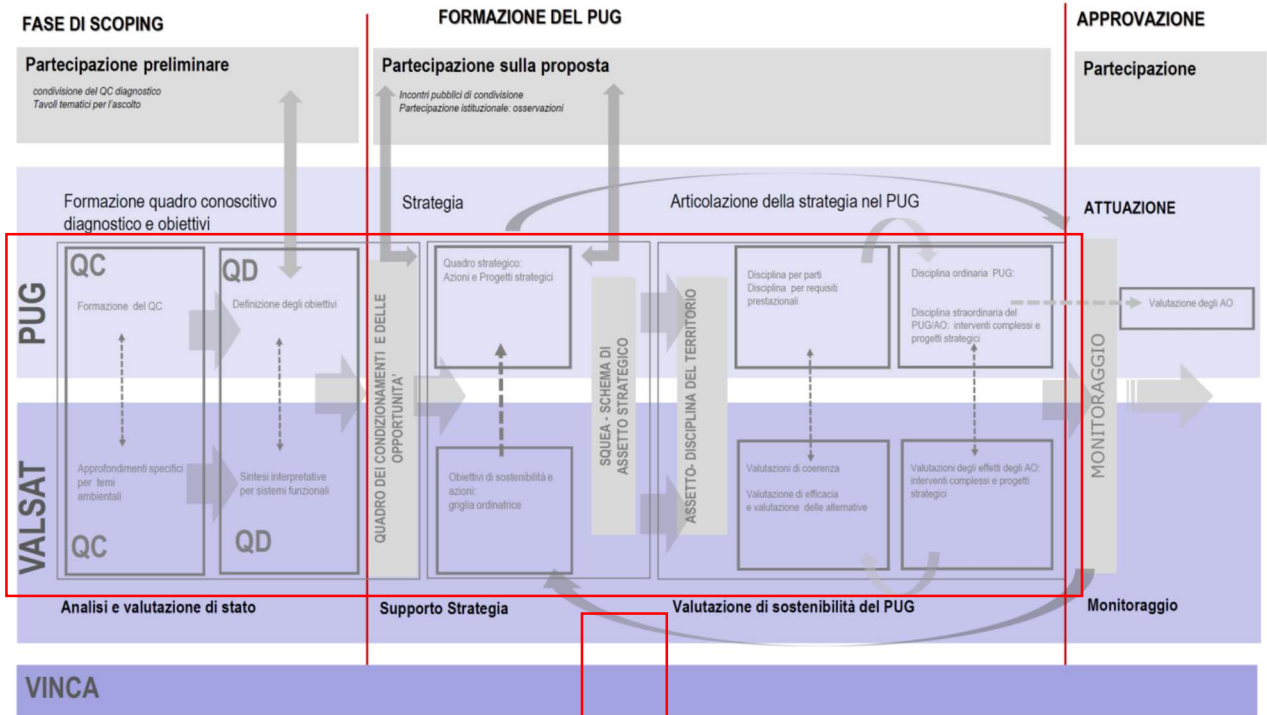 FASE DI SCOPING
FORMAZIONE DEL PUG
APPROVAZIONE
Partecipazione preliminare
condivisione del QC diagnostico
Tavoli tematici per l'ascolto
Partecipazione sulla proposta
Incontri pubblici di condivisione
Partecipazione istituzionale: osservazioni
Partecipazione
Formazione quadro conoscitivo
diagnostico e obiettivi
Strategia
Articolazione della strategia nel PUG
ATTUAZIONE
PUG
QC
Formazione del QC
QD
Definizione degli obiettivi
QUADRO DEI CONDIZIONAMENTI E DELLE
OPPORTUNITA'
Quadro strategico:
Azioni e Progetti strategici
SQUEA - SCHEMA DI
ASSETTO STRATEGICO
ASSETTO- DISCIPLINA DEL TERRITORIO
Disciplina per parti
Disciplina per requisiti
prestazionali
Disciplina ordinaria PUG:
Disciplina straordinaria del
PUG/AO: interventi complessi e
progetti strategici
MONITORAGGIO
Valutazione degli AO
VALSAT
Approfondimenti specifici
per temi
ambientali
QC
Sintesi interpretative
per sistemi funzionali
QD
Obiettivi di sostenibilità e
azioni:
griglia ordinatrice
Valutazioni di coerenza
Valutazione di efficacia
e valutazione delle alternative
Valutazioni degli effetti degli AO:
interventi complessi e progetti
strategici
Analisi e valutazione di stato
Supporto Strategia
Valutazione di sostenibilità del PUG
Monitoraggio
VINCA